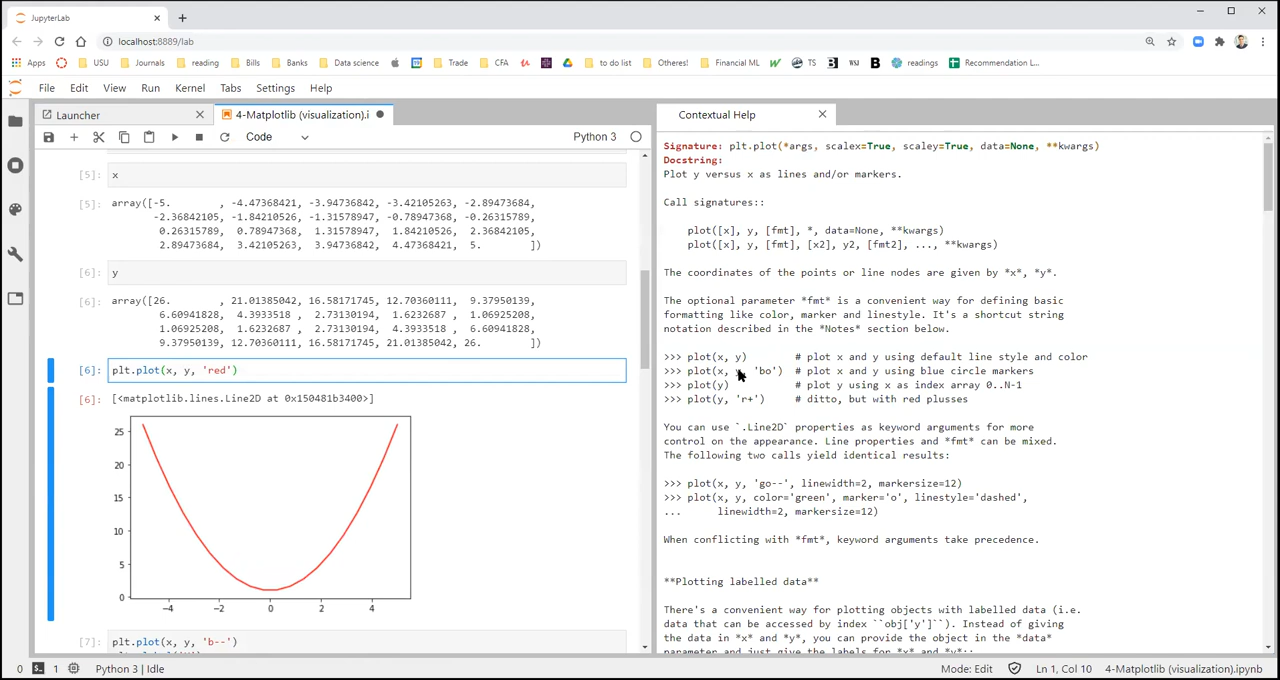 JupyterLab
localhost:8889/lab
Apps USU Journals reading Bills Banks Data science Trade CFA to do list Otheres! Financial ML TS WSJ B readings Recommendation L...
File Edit View Run Kernel Tabs Settings Help
Launcher
4-Matplotlib (visualization).i
Code
Python 3
[5]: x
[5]: array([-5. , -4.47368421, -3.94736842, -3.42105263, -2.89473684,
-2.36842105, -1.84210526, -1.31578947, -0.78947368, -0.26315789,
0.26315789, 0.78947368, 1.31578947, 1.84210526, 2.36842105,
2.89473684, 3.42105263, 3.94736842, 4.47368421, 5. ])
[6]: y
[6]: array([26. , 21.01385042, 16.58171745, 12.70360111, 9.37950139,
6.60941828, 4.3933518 , 2.73130194, 1.6232687 , 1.06925208,
1.06925208, 1.6232687 , 2.73130194, 4.3933518 , 6.60941828,
9.37950139, 12.70360111, 16.58171745, 21.01385042, 26. ])
[6]: plt.plot(x, y, 'red')
[6]: [<matplotlib.lines.Line2D at 0x150481b3400>]
25
20
15
10
5
0
−4 −2 0 2 4
[7]: plt.plot(x, y, 'b--')
Contextual Help
Signature: plt.plot(*args, scalex=True, scaley=True, data=None, **kwargs)
Docstring:
Plot y versus x as lines and/or markers.
Call signatures::
plot([x], y, [fmt], *, data=None, **kwargs)
plot([x], y, [fmt], [x2], y2, [fmt2], ..., **kwargs)
The coordinates of the points or line nodes are given by *x*, *y*.
The optional parameter *fmt* is a convenient way for defining basic
formatting like color, marker and linestyle. It's a shortcut string
notation described in the *Notes* section below.
>>> plot(x, y) # plot x and y using default line style and color
>>> plot(x, y, 'bo') # plot x and y using blue circle markers
>>> plot(y) # plot y using x as index array 0..N-1
>>> plot(y, 'r+') # ditto, but with red plusses
You can use `.Line2D` properties as keyword arguments for more
control on the appearance. Line properties and *fmt* can be mixed.
The following two calls yield identical results:
>>> plot(x, y, 'go--', linewidth=2, markersize=12)
>>> plot(x, y, color='green', marker='o', linestyle='dashed',
... linewidth=2, markersize=12)
When conflicting with *fmt*, keyword arguments take precedence.
**Plotting labelled data**
There's a convenient way for plotting objects with labelled data (i.e.
data that can be accessed by index ``obj['y']``). Instead of giving
the data in *x* and *y*, you can provide the object in the *data*
parameter and just give the labels for *x* and *y*::
0 1 Python 3 | Idle
Mode: Edit Ln 1, Col 10 4-Matplotlib (visualization).ipynb